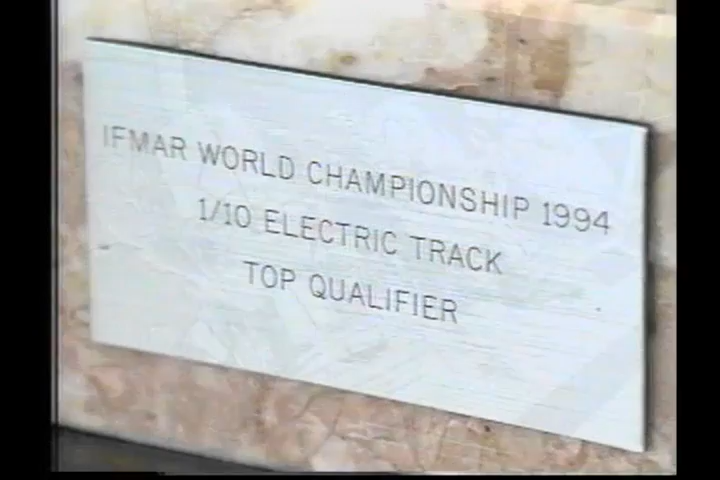 IFMAR WORLD CHAMPIONSHIP 1994
1/10 ELECTRIC TRACK
TOP QUALIFIER